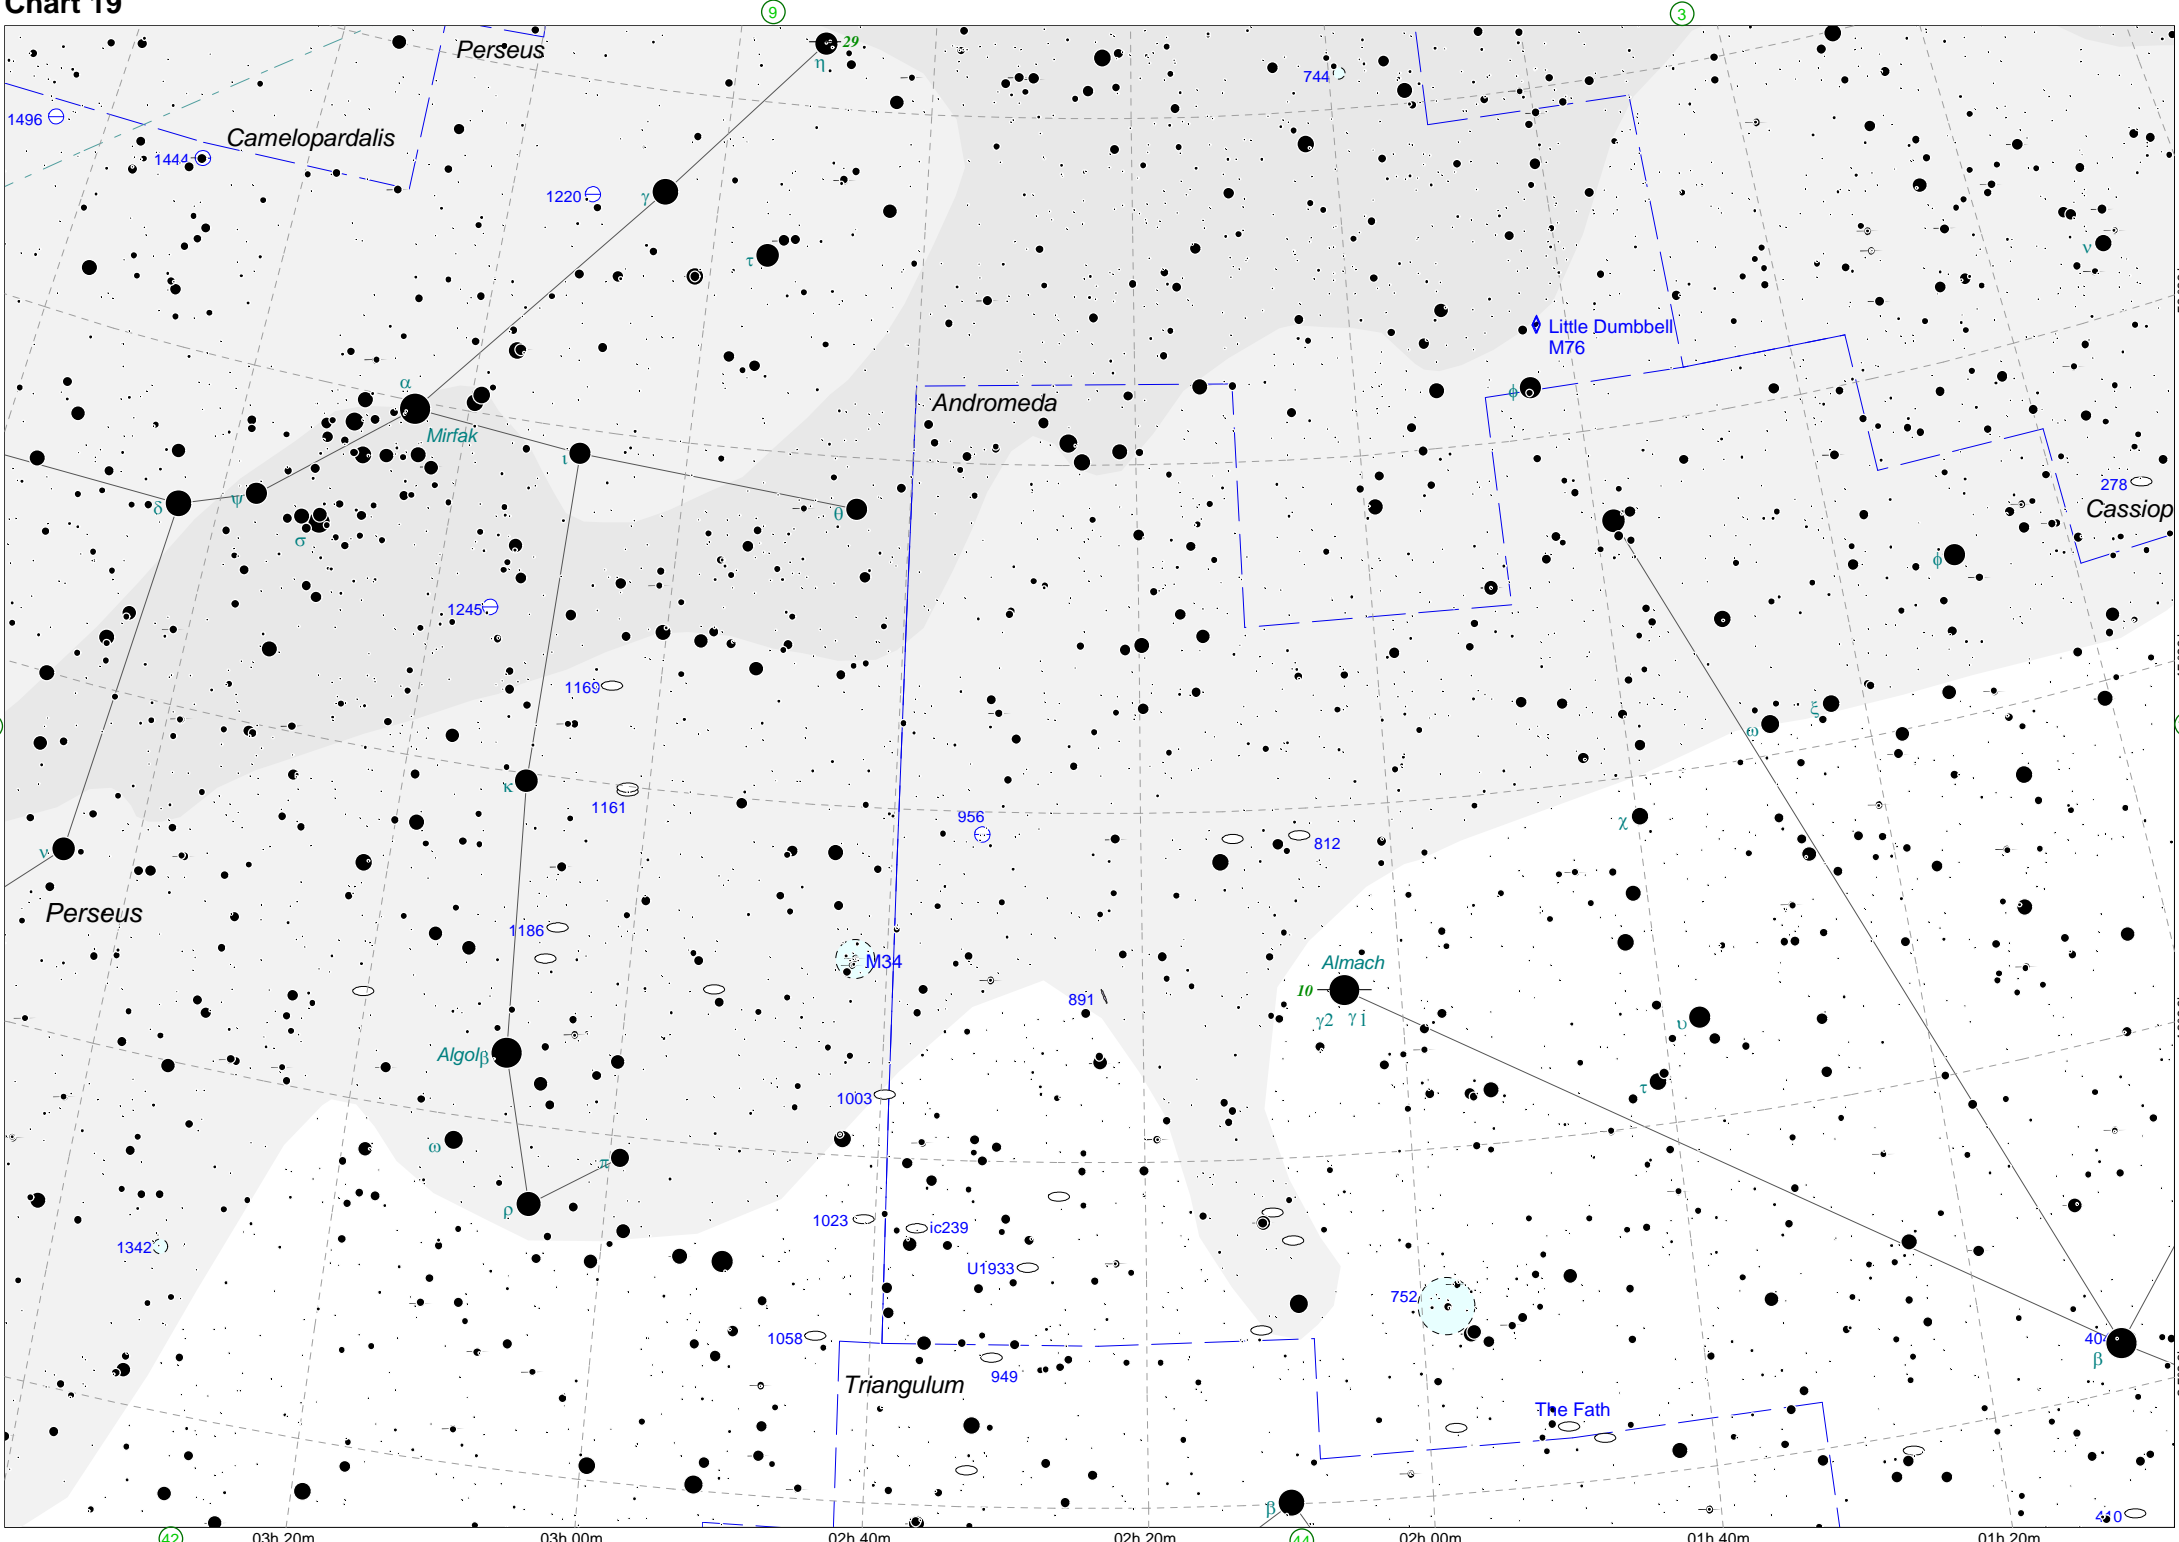 Chart 19
9
3
Perseus
29
η
744
1496
Camelopardalis
1444
1220
γ
τ
ν
Little Dumbbell
M76
α
Mirfak
Andromeda
ϕ
ι
278
Cassiop
δ
ψ
θ
σ
ϕ
1245
1169
ξ
ω
κ
1161
956
812
χ
ν
Perseus
1186
M34
Almach
891
10
γ2 γ1
υ
Algol β
τ
1003
ω
π
ρ
1023
ic239
1342
U1933
752
1058
404
β
949
Triangulum
The Fath
β
410
42
44
03h 20m
03h 00m
02h 40m
02h 20m
02h 00m
01h 40m
01h 20m